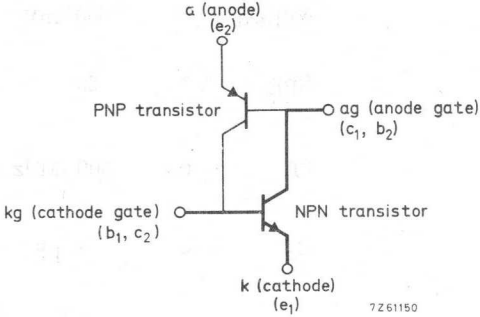 a (anode)
(e₂)
PNP transistor
ag (anode gate)
(c₁, b₂)
kg (cathode gate)
(b₁, c₂)
NPN transistor
k (cathode)
(e₁)
7Z61150